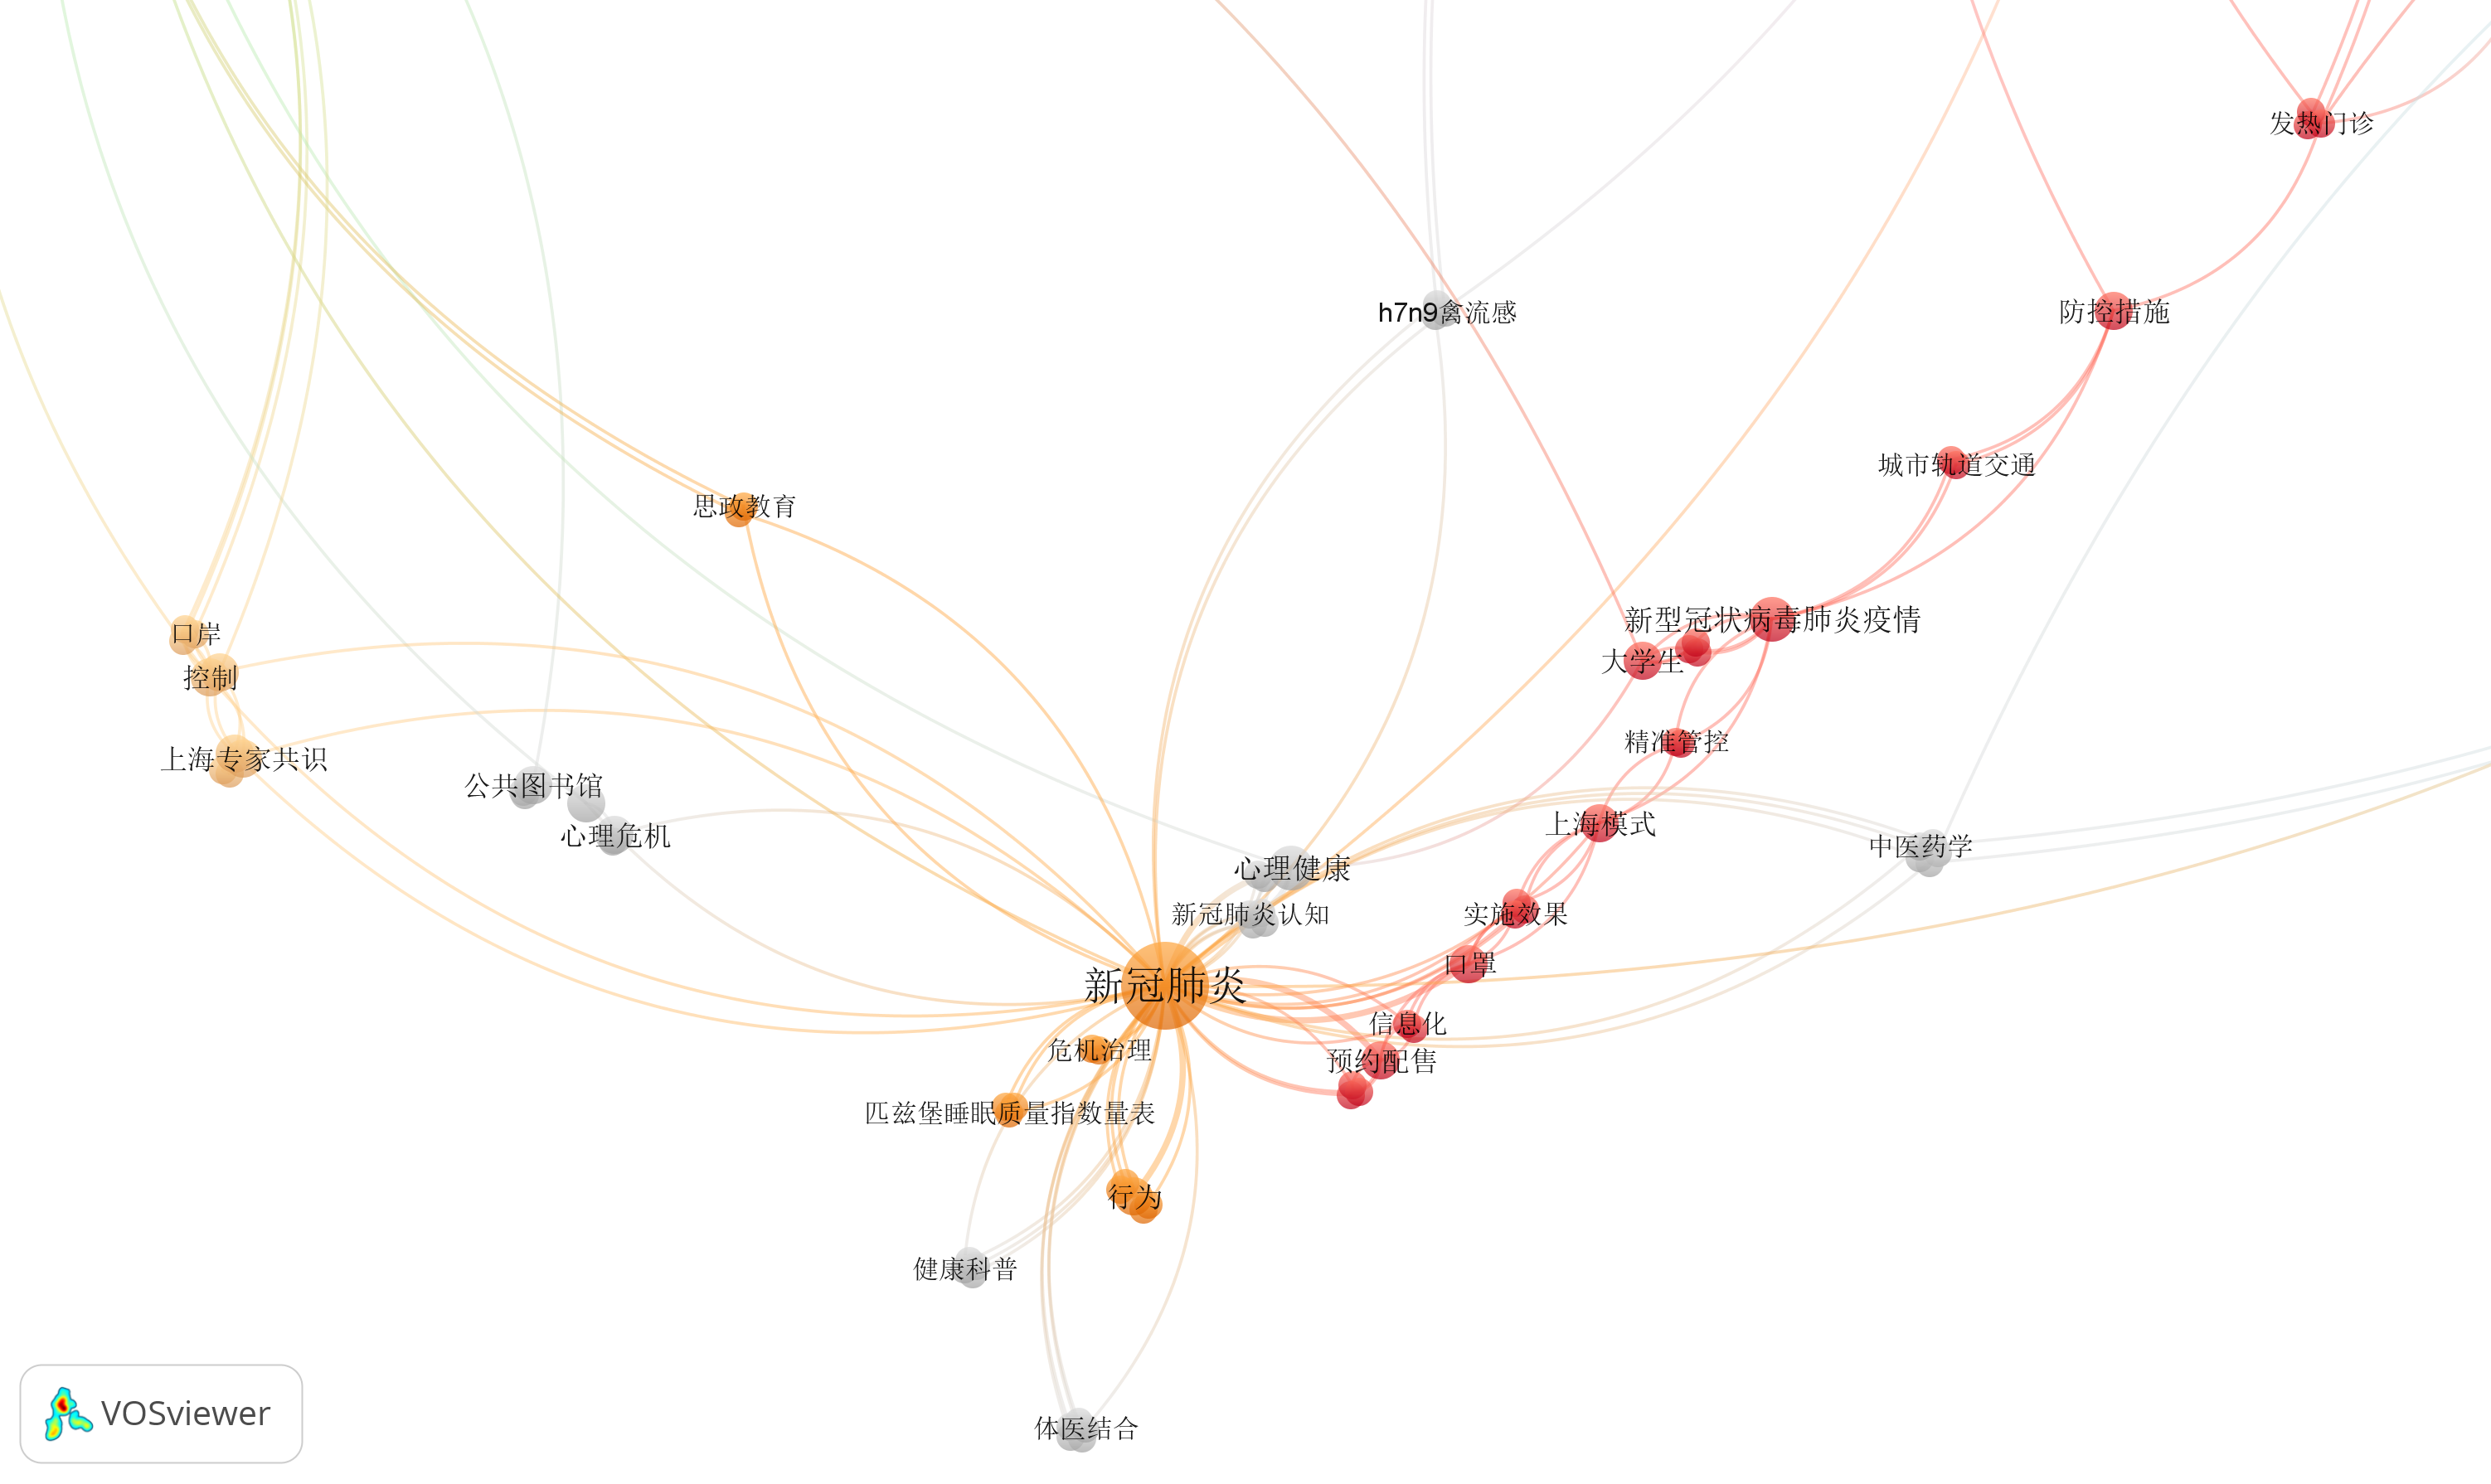 发热门诊
h7n9禽流感
防控措施
城市轨道交通
思政教育
新型冠状病毒肺炎疫情
口岸
大学生
控制
精准管控
上海专家共识
公共图书馆
上海模式
心理危机
中医药学
心理健康
新冠肺炎认知
实施效果
口罩
新冠肺炎
信息化
危机治理
预约配售
匹兹堡睡眠质量指数量表
行为
健康科普
VOSviewer
体医结合